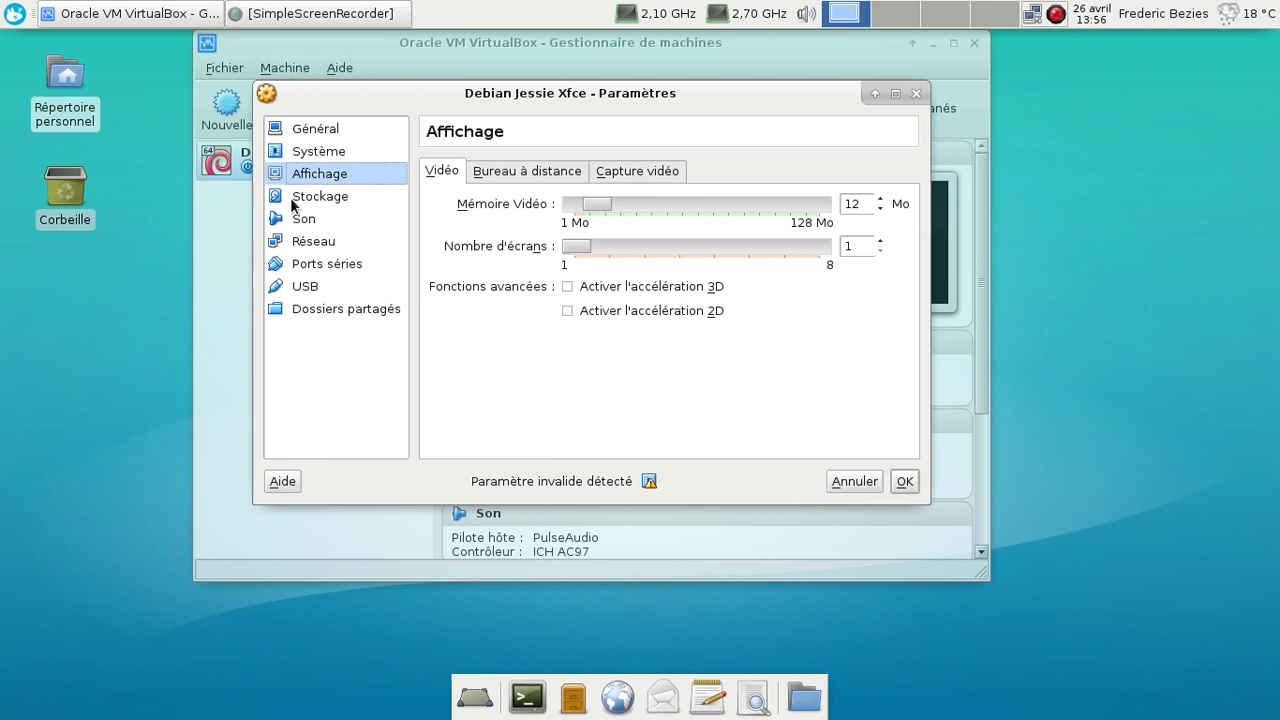 Oracle VM VirtualBox - G...
[SimpleScreenRecorder]
2,10 GHz
2,10 GHz
26 avril
13:56
Frederic Bezies
18 °C
Répertoire
personnel
Corbeille
Oracle VM VirtualBox - Gestionnaire de machines
Fichier
Machine
Aide
Nouvelle
anés
64
D
Debian Jessie Xfce - Paramètres
Général
Système
Affichage
Stockage
Son
Réseau
Ports séries
USB
Dossiers partagés
Affichage
Vidéo
Bureau à distance
Capture vidéo
Mémoire Vidéo :
12
Mo
1 Mo
128 Mo
Nombre d'écrans :
1
1
8
Fonctions avancées :
Activer l'accélération 3D
Activer l'accélération 2D
Aide
Paramètre invalide détecté
Annuler
OK
Son
Pilote hôte : PulseAudio
Contrôleur : ICH AC97